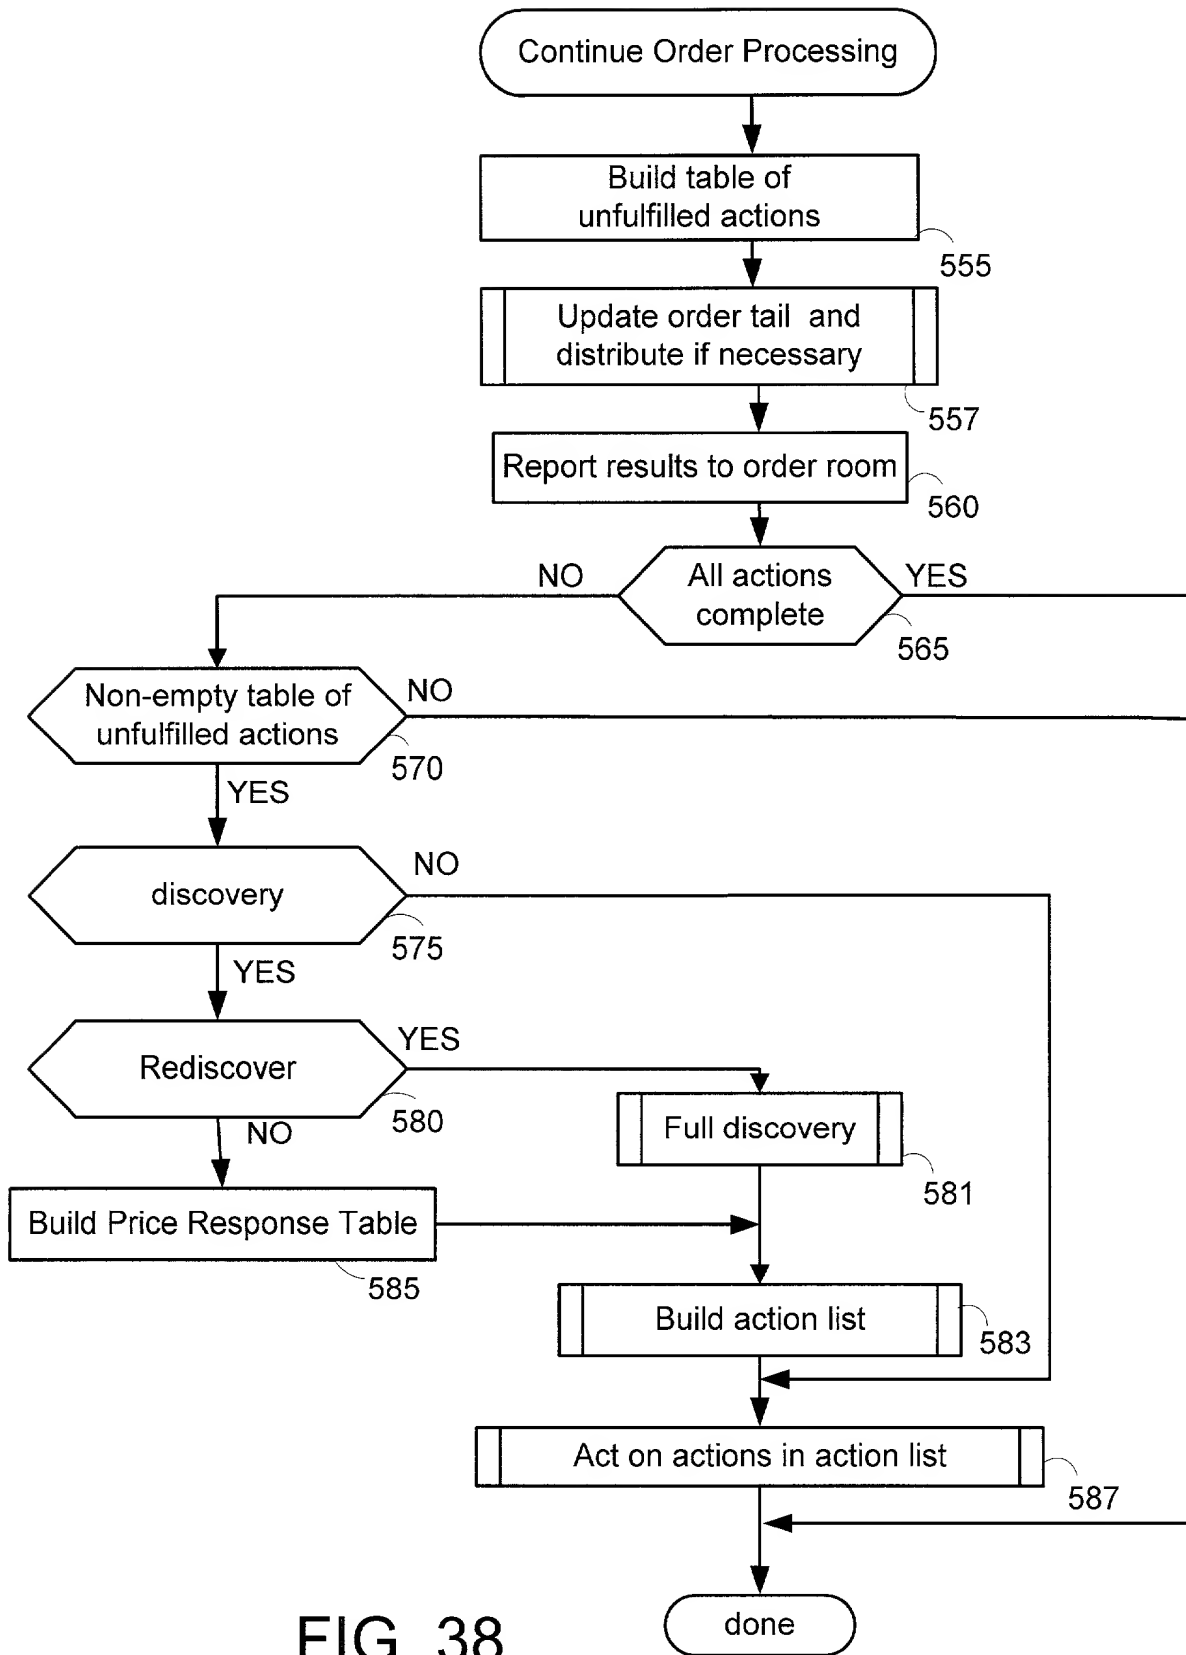 Continue Order Processing
Build table of
unfulfilled actions
555
Update order tail and
distribute if necessary
557
Report results to order room
560
NO
All actions
complete
YES
565
Non-empty table of
unfulfilled actions
NO
570
YES
discovery
NO
575
YES
Rediscover
YES
580
NO
Full discovery
581
Build Price Response Table
585
Build action list
583
Act on actions in action list
587
done
FIG. 38